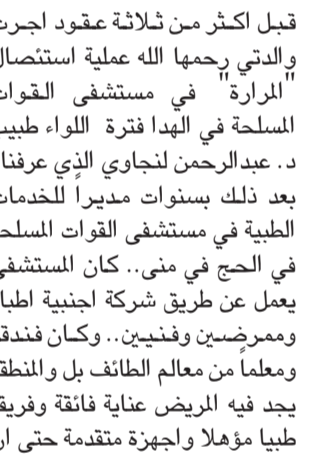 قبل اكثر من ثلاثة عقود اجرت
والدتي رحمها الله عملية استئصال
"المرارة" في مستشفى القوات
المسلحة في الهدا فترة اللواء طبيب
د. عبدالرحمن لنجاوي الذي عرفنا
بعد ذلك بسنوات مديراً للخدمات
الطبية في مستشفى القوات المسلح
في الحج في منى.. كان المستشفى
يعمل عن طريق شركة اجنبية اطبا
وممرضين وفنيين.. وكان فندق
ومعلماً من معالم الطائف بل والمنطق
يجد فيه المريض عناية فائقة وفريق
طبيا مؤهلا واجهزة متقدمة حتى ان